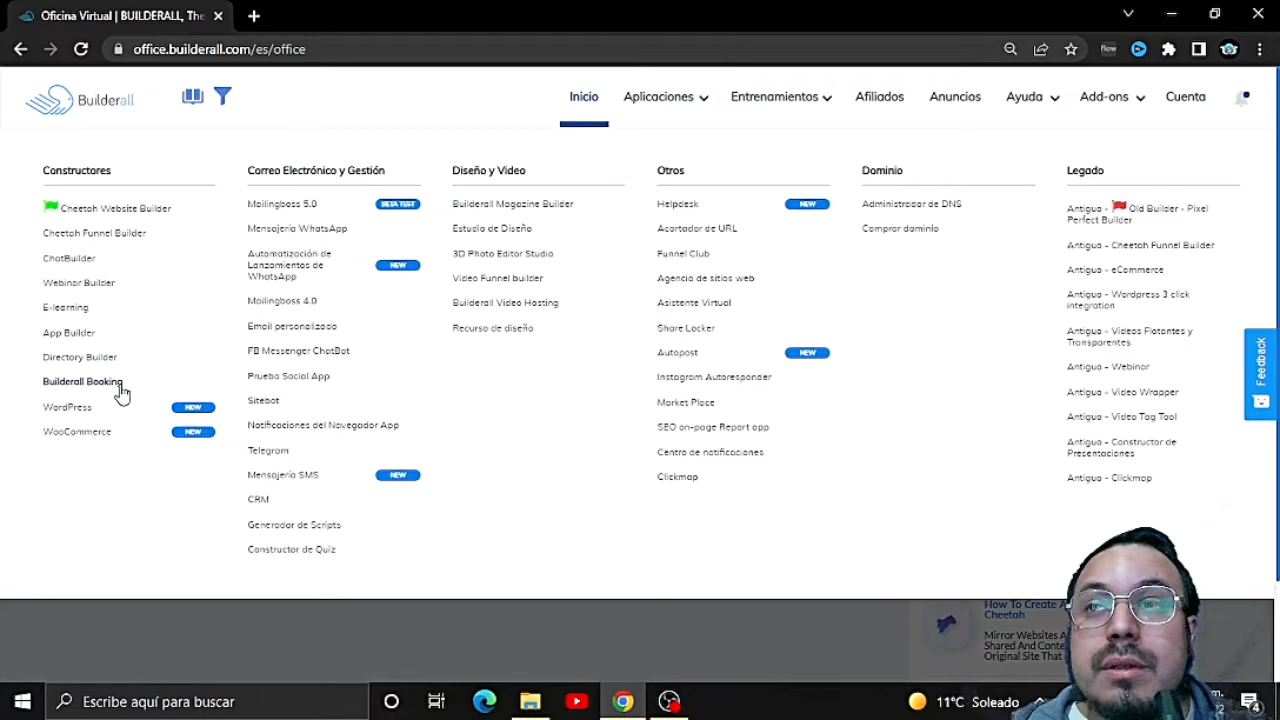 Oficina Virtual | BUILDERALL, The
office.builderall.com/es/office
flow
Builderall
Inicio
Aplicaciones
Entrenamientos
Afiliados
Anuncios
Ayuda
Add-ons
Cuenta
Constructores
Cheetah Website Builder
Cheetah Funnel Builder
ChatBuilder
Webinar Builder
E-learning
App Builder
Directory Builder
Builderall Booking
WordPress NEW
WooCommerce NEW
Correo Electrónico y Gestión
Mailingboss 5.0 BETA TEST
Mensajería WhatsApp
Automatización de
Lanzamientos de NEW
WhatsApp
Mailingboss 4.0
Email personalizado
FB Messenger ChatBot
Prueba Social App
Sitebot
Notificaciones del Navegador App
Telegram
Mensajería SMS NEW
CRM
Generador de Scripts
Constructor de Quiz
Diseño y Video
Builderall Magazine Builder
Estudio de Diseño
3D Photo Editor Studio
Video Funnel builder
Builderall Video Hosting
Recurso de diseño
Otros
Helpdesk NEW
Acortador de URL
Funnel Club
Agencia de sitios web
Asistente Virtual
Share Locker
Autopost NEW
Instagram Autoresponder
Market Place
SEO on-page Report app
Centro de notificaciones
Clickmap
Dominio
Administrador de DNS
Comprar dominio
Legado
Antigua - Old Builder - Pixel
Perfect Builder
Antigua - Cheetah Funnel Builder
Antigua - eCommerce
Antigua - Wordpress 3 click
integration
Antigua - Videos Flotantes y
Transparentes
Antigua - Webinar
Antigua - Video Wrapper
Antigua - Video Tag Tool
Antigua - Constructor de
Presentaciones
Antigua - Clickmap
Feedback
How To Create A
Cheetah
Mirror Websites A
Shared And Conte
Original Site That
Escribe aquí para buscar
11°C Soleado
4